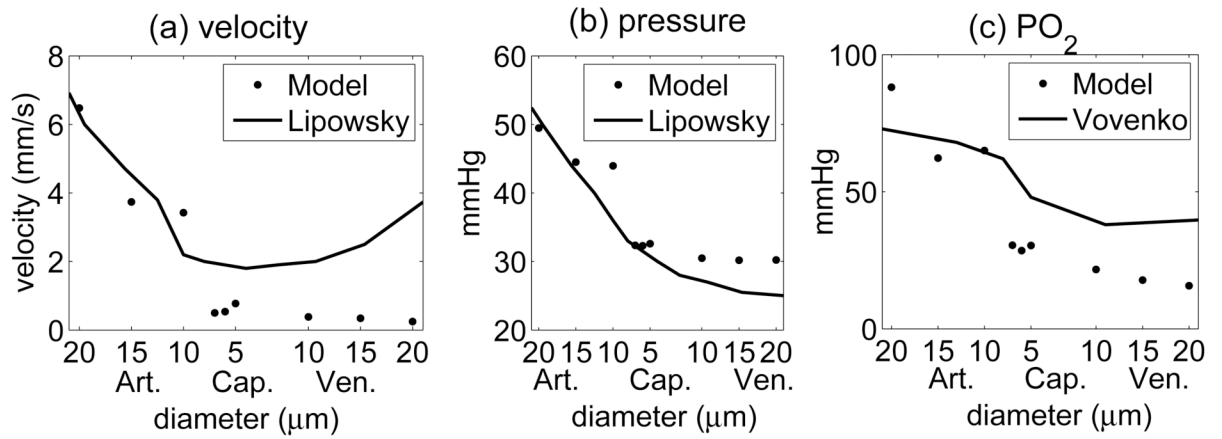 (a) velocity
8
6
4
2
0
velocity (mm/s)
Model
Lipowsky
20 15 10 5 10 15 20
Art. Cap. Ven.
diameter (μm)
(b) pressure
60
50
40
30
20
mmHg
Model
Lipowsky
20 15 10 5 10 15 20
Art. Cap. Ven.
diameter (μm)
(c) PO₂
100
50
0
mmHg
Model
Vovenko
20 15 10 5 10 15 20
Art. Cap. Ven.
diameter (μm)